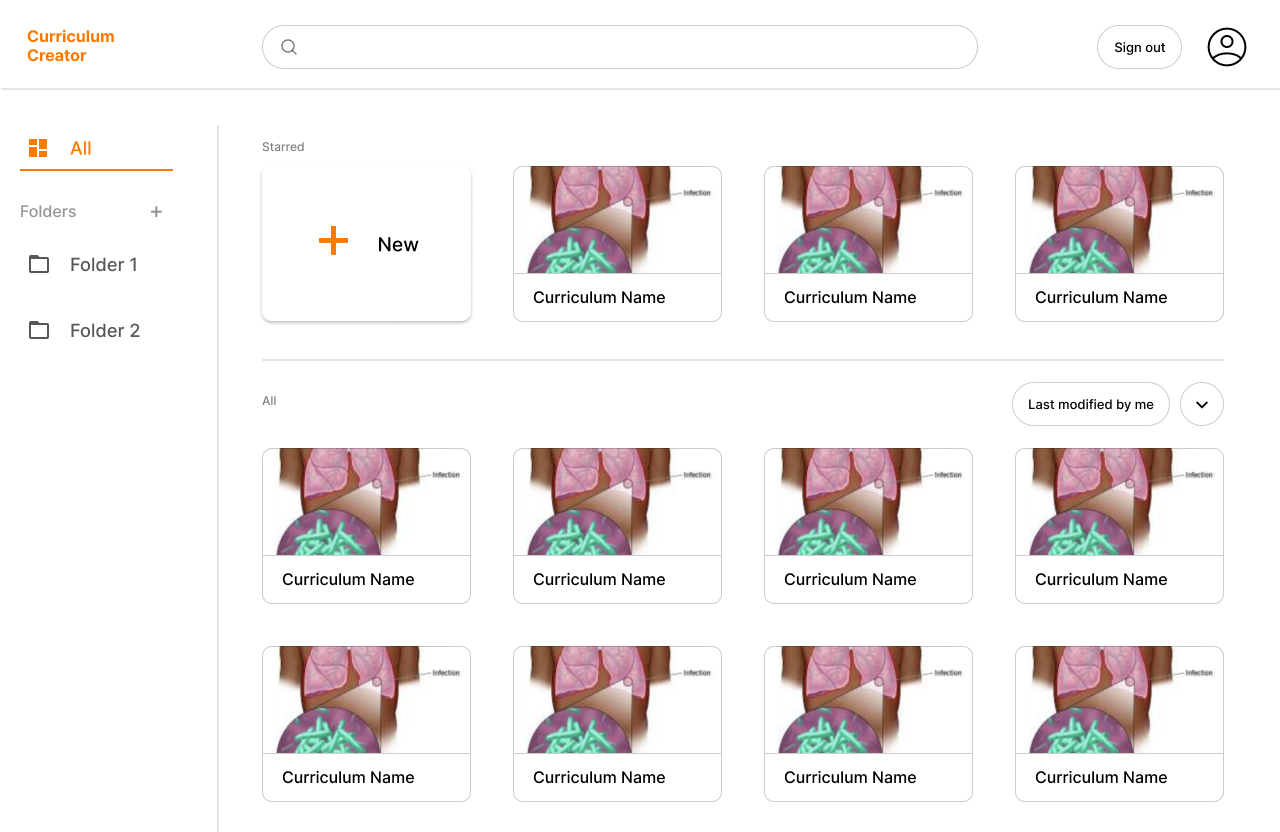 Curriculum
Creator
Sign out
All
Folders
Folder 1
Folder 2
Starred
New
Infection
Infection
Infection
Curriculum Name
Curriculum Name
Curriculum Name
All
Last modified by me
Infection
Infection
Infection
Infection
Curriculum Name
Curriculum Name
Curriculum Name
Curriculum Name
Infection
Infection
Infection
Infection
Curriculum Name
Curriculum Name
Curriculum Name
Curriculum Name